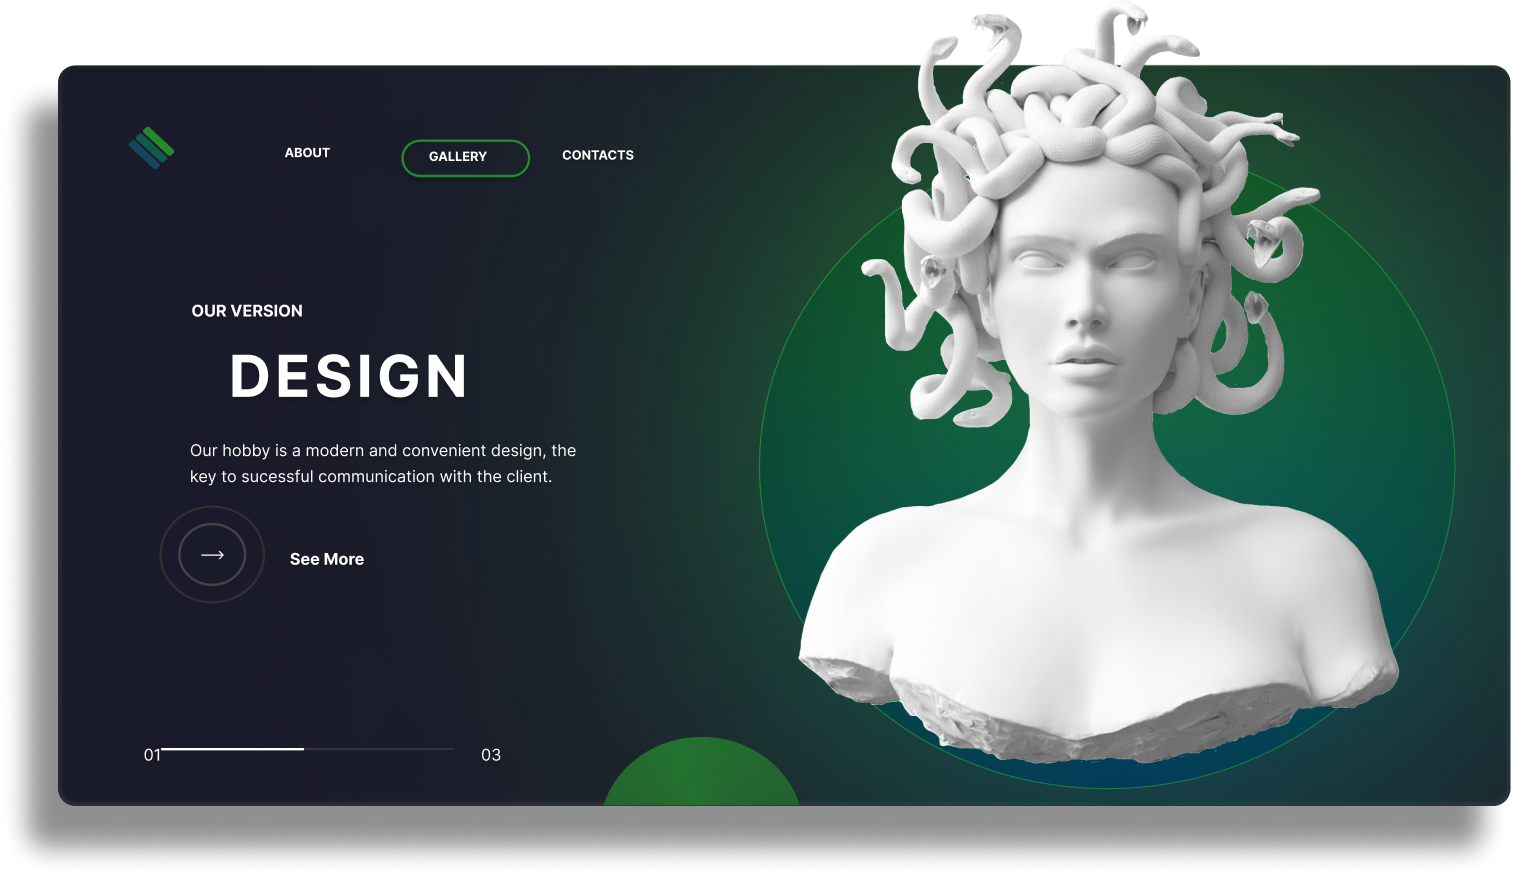 ABOUT
GALLERY
CONTACTS
OUR VERSION
DESIGN
Our hobby is a modern and convenient design, the
key to sucessful communication with the client.
See More
01
03